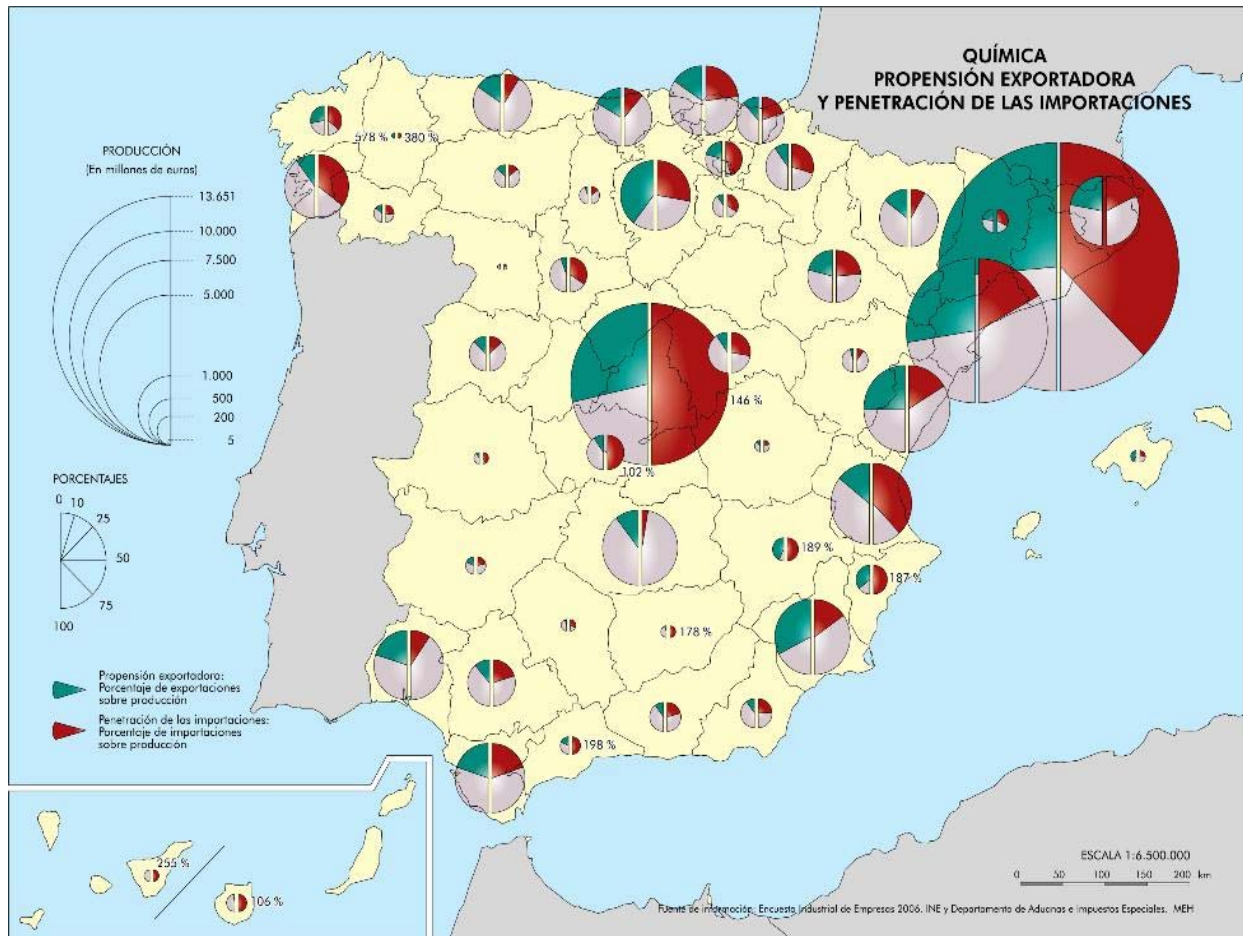 QUÍMICA
PROPENSIÓN EXPORTADORA
Y PENETRACIÓN DE LAS IMPORTACIONES
578 %
380 %
PRODUCCIÓN
(En millones de euros)
13.651
10.000
7.500
5.000
1.000
500
200
5
146 %
102 %
PORCENTAJES
0
10
25
50
75
100
189 %
187 %
178 %
198 %
Propensión exportadora:
Porcentaje de exportaciones
sobre producción
Penetración de las importaciones:
Porcentaje de importaciones
sobre producción
255 %
106 %
ESCALA 1:6.500.000
0 50 100 150 200 km
Fuente de información: Encuesta Industrial de Empresas 2006. INE y Departamento de Aduanas e Impuestos Especiales. MEH